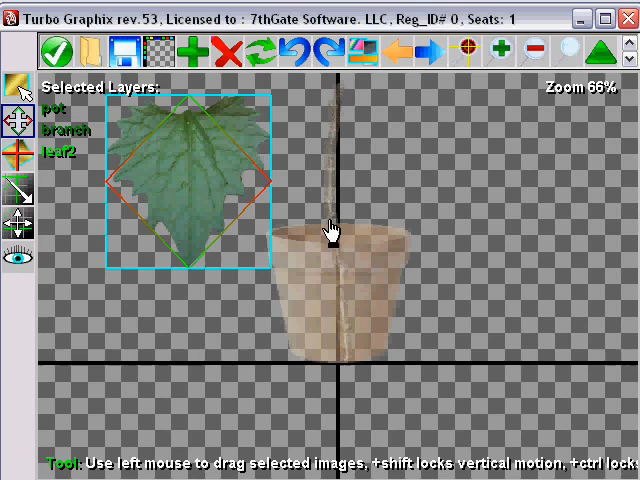 Turbo Graphix rev. 53, Licensed to : 7thGate Software. LLC, Reg_ID# 0, Seats: 1
Selected Layers:
Zoom 66%
pot
branch
leaf2
Tool: Use left mouse to drag selected images, +shift locks vertical motion, +ctrl locks